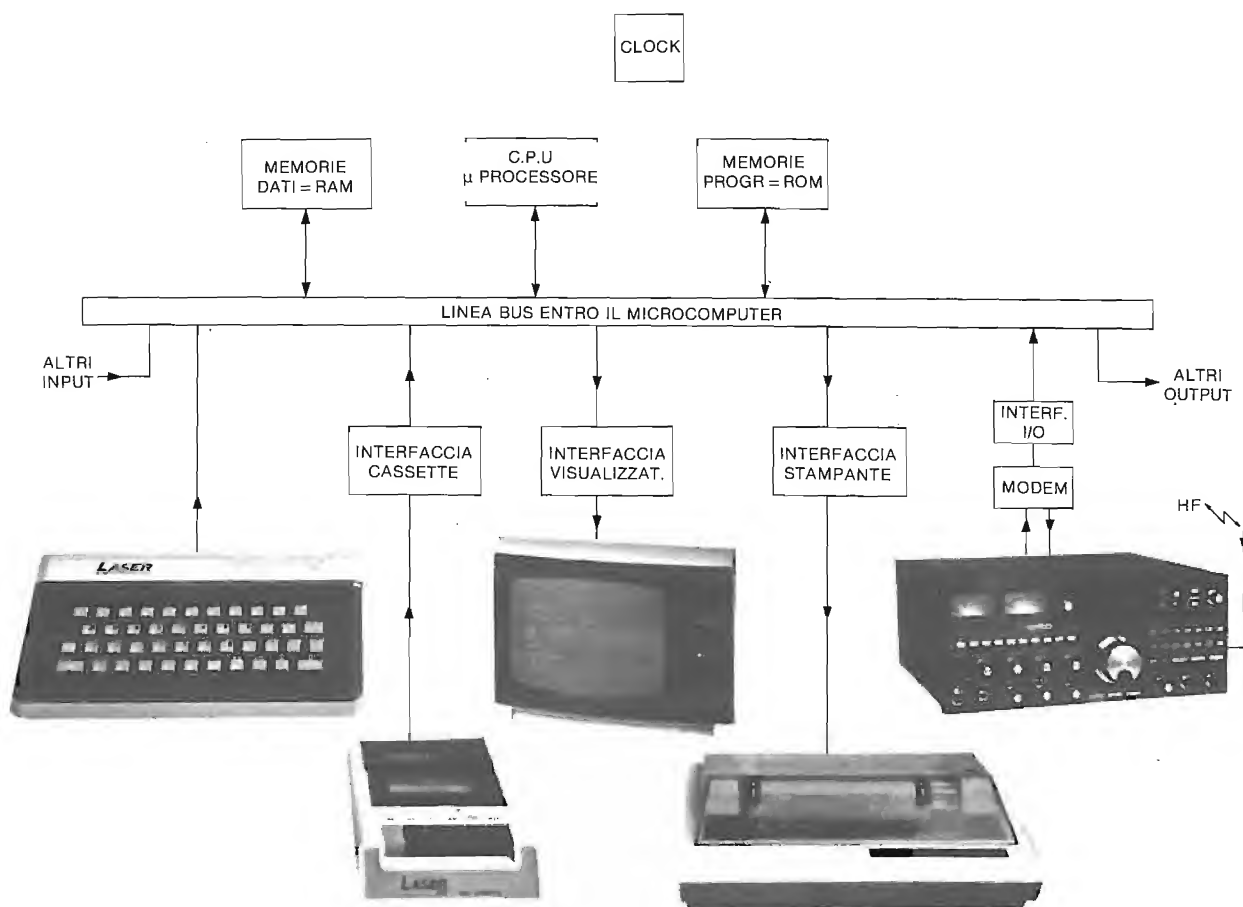 CLOCK
MEMORIE
DATI = RAM
C.P.U
µ PROCESSORE
MEMORIE
PROGR = ROM
LINEA BUS ENTRO IL MICROCOMPUTER
ALTRI
INPUT
ALTRI
OUTPUT
INTERFACCIA
CASSETTE
INTERFACCIA
VISUALIZZAT.
INTERFACCIA
STAMPANTE
INTERF.
I/O
MODEM
HF
LASER
LASER